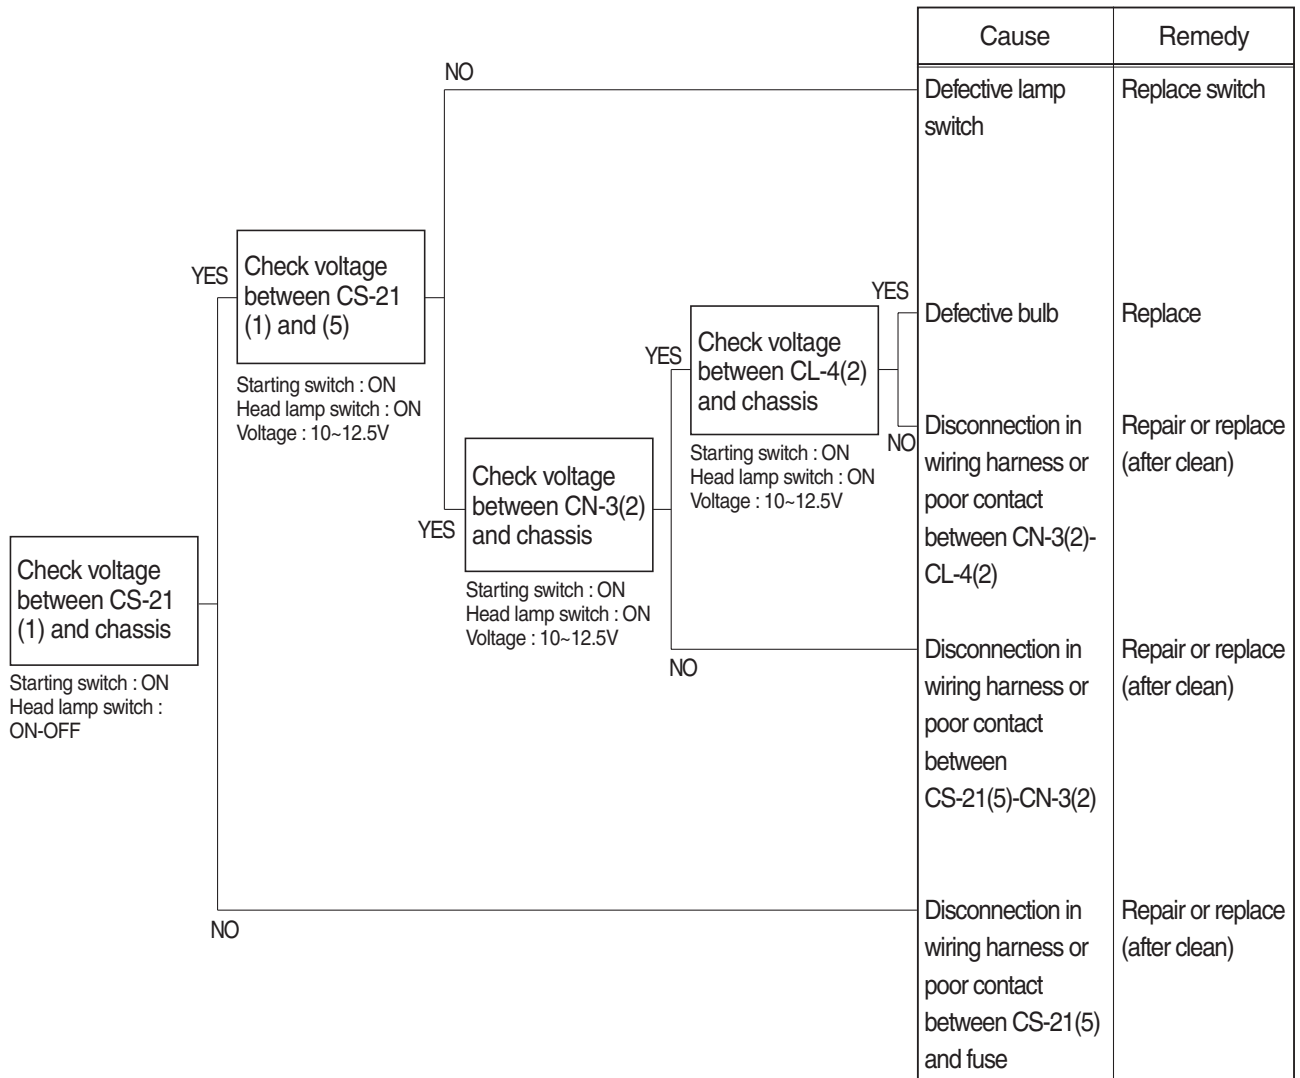 Cause
Remedy
NO
Defective lamp
switch
Replace switch
YES
Check voltage
between CS-21
(1) and (5)
Starting switch : ON
Head lamp switch : ON
Voltage : 10~12.5V
YES
Defective bulb
Replace
YES
Check voltage
between CL-4(2)
and chassis
Starting switch : ON
Head lamp switch : ON
Voltage : 10~12.5V
NO
Disconnection in
wiring harness or
poor contact
between CN-3(2)-
CL-4(2)
Repair or replace
(after clean)
YES
Check voltage
between CN-3(2)
and chassis
Starting switch : ON
Head lamp switch : ON
Voltage : 10~12.5V
Check voltage
between CS-21
(1) and chassis
Starting switch : ON
Head lamp switch :
ON-OFF
NO
Disconnection in
wiring harness or
poor contact
between
CS-21(5)-CN-3(2)
Repair or replace
(after clean)
NO
Disconnection in
wiring harness or
poor contact
between CS-21(5)
and fuse
Repair or replace
(after clean)